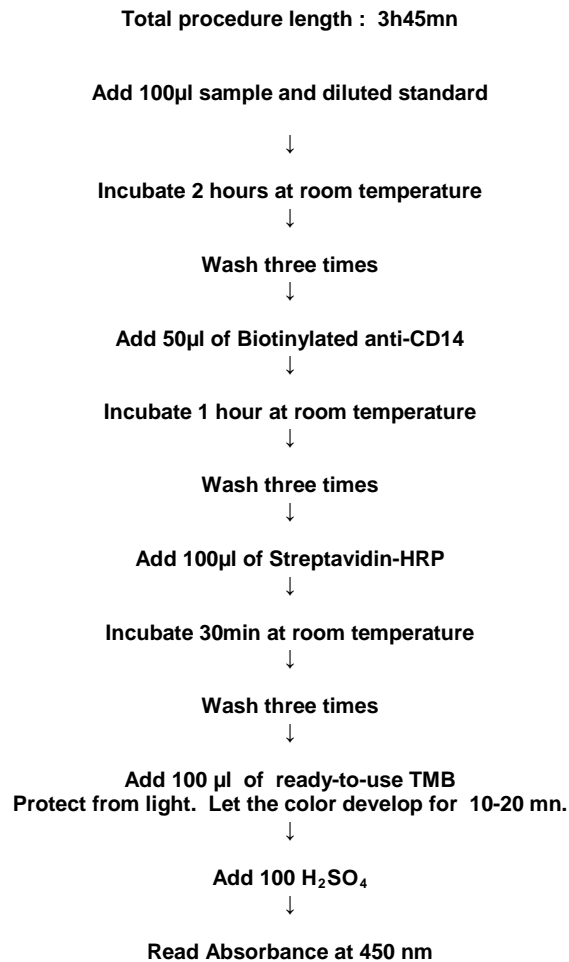 Total procedure length : 3h45mn
Add 100µl sample and diluted standard
↓
Incubate 2 hours at room temperature
↓
Wash three times
↓
Add 50µl of Biotinylated anti-CD14
↓
Incubate 1 hour at room temperature
↓
Wash three times
↓
Add 100µl of Streptavidin-HRP
↓
Incubate 30min at room temperature
↓
Wash three times
↓
Add 100 µl of ready-to-use TMB
Protect from light. Let the color develop for 10-20 mn.
↓
Add 100 H₂SO₄
↓
Read Absorbance at 450 nm